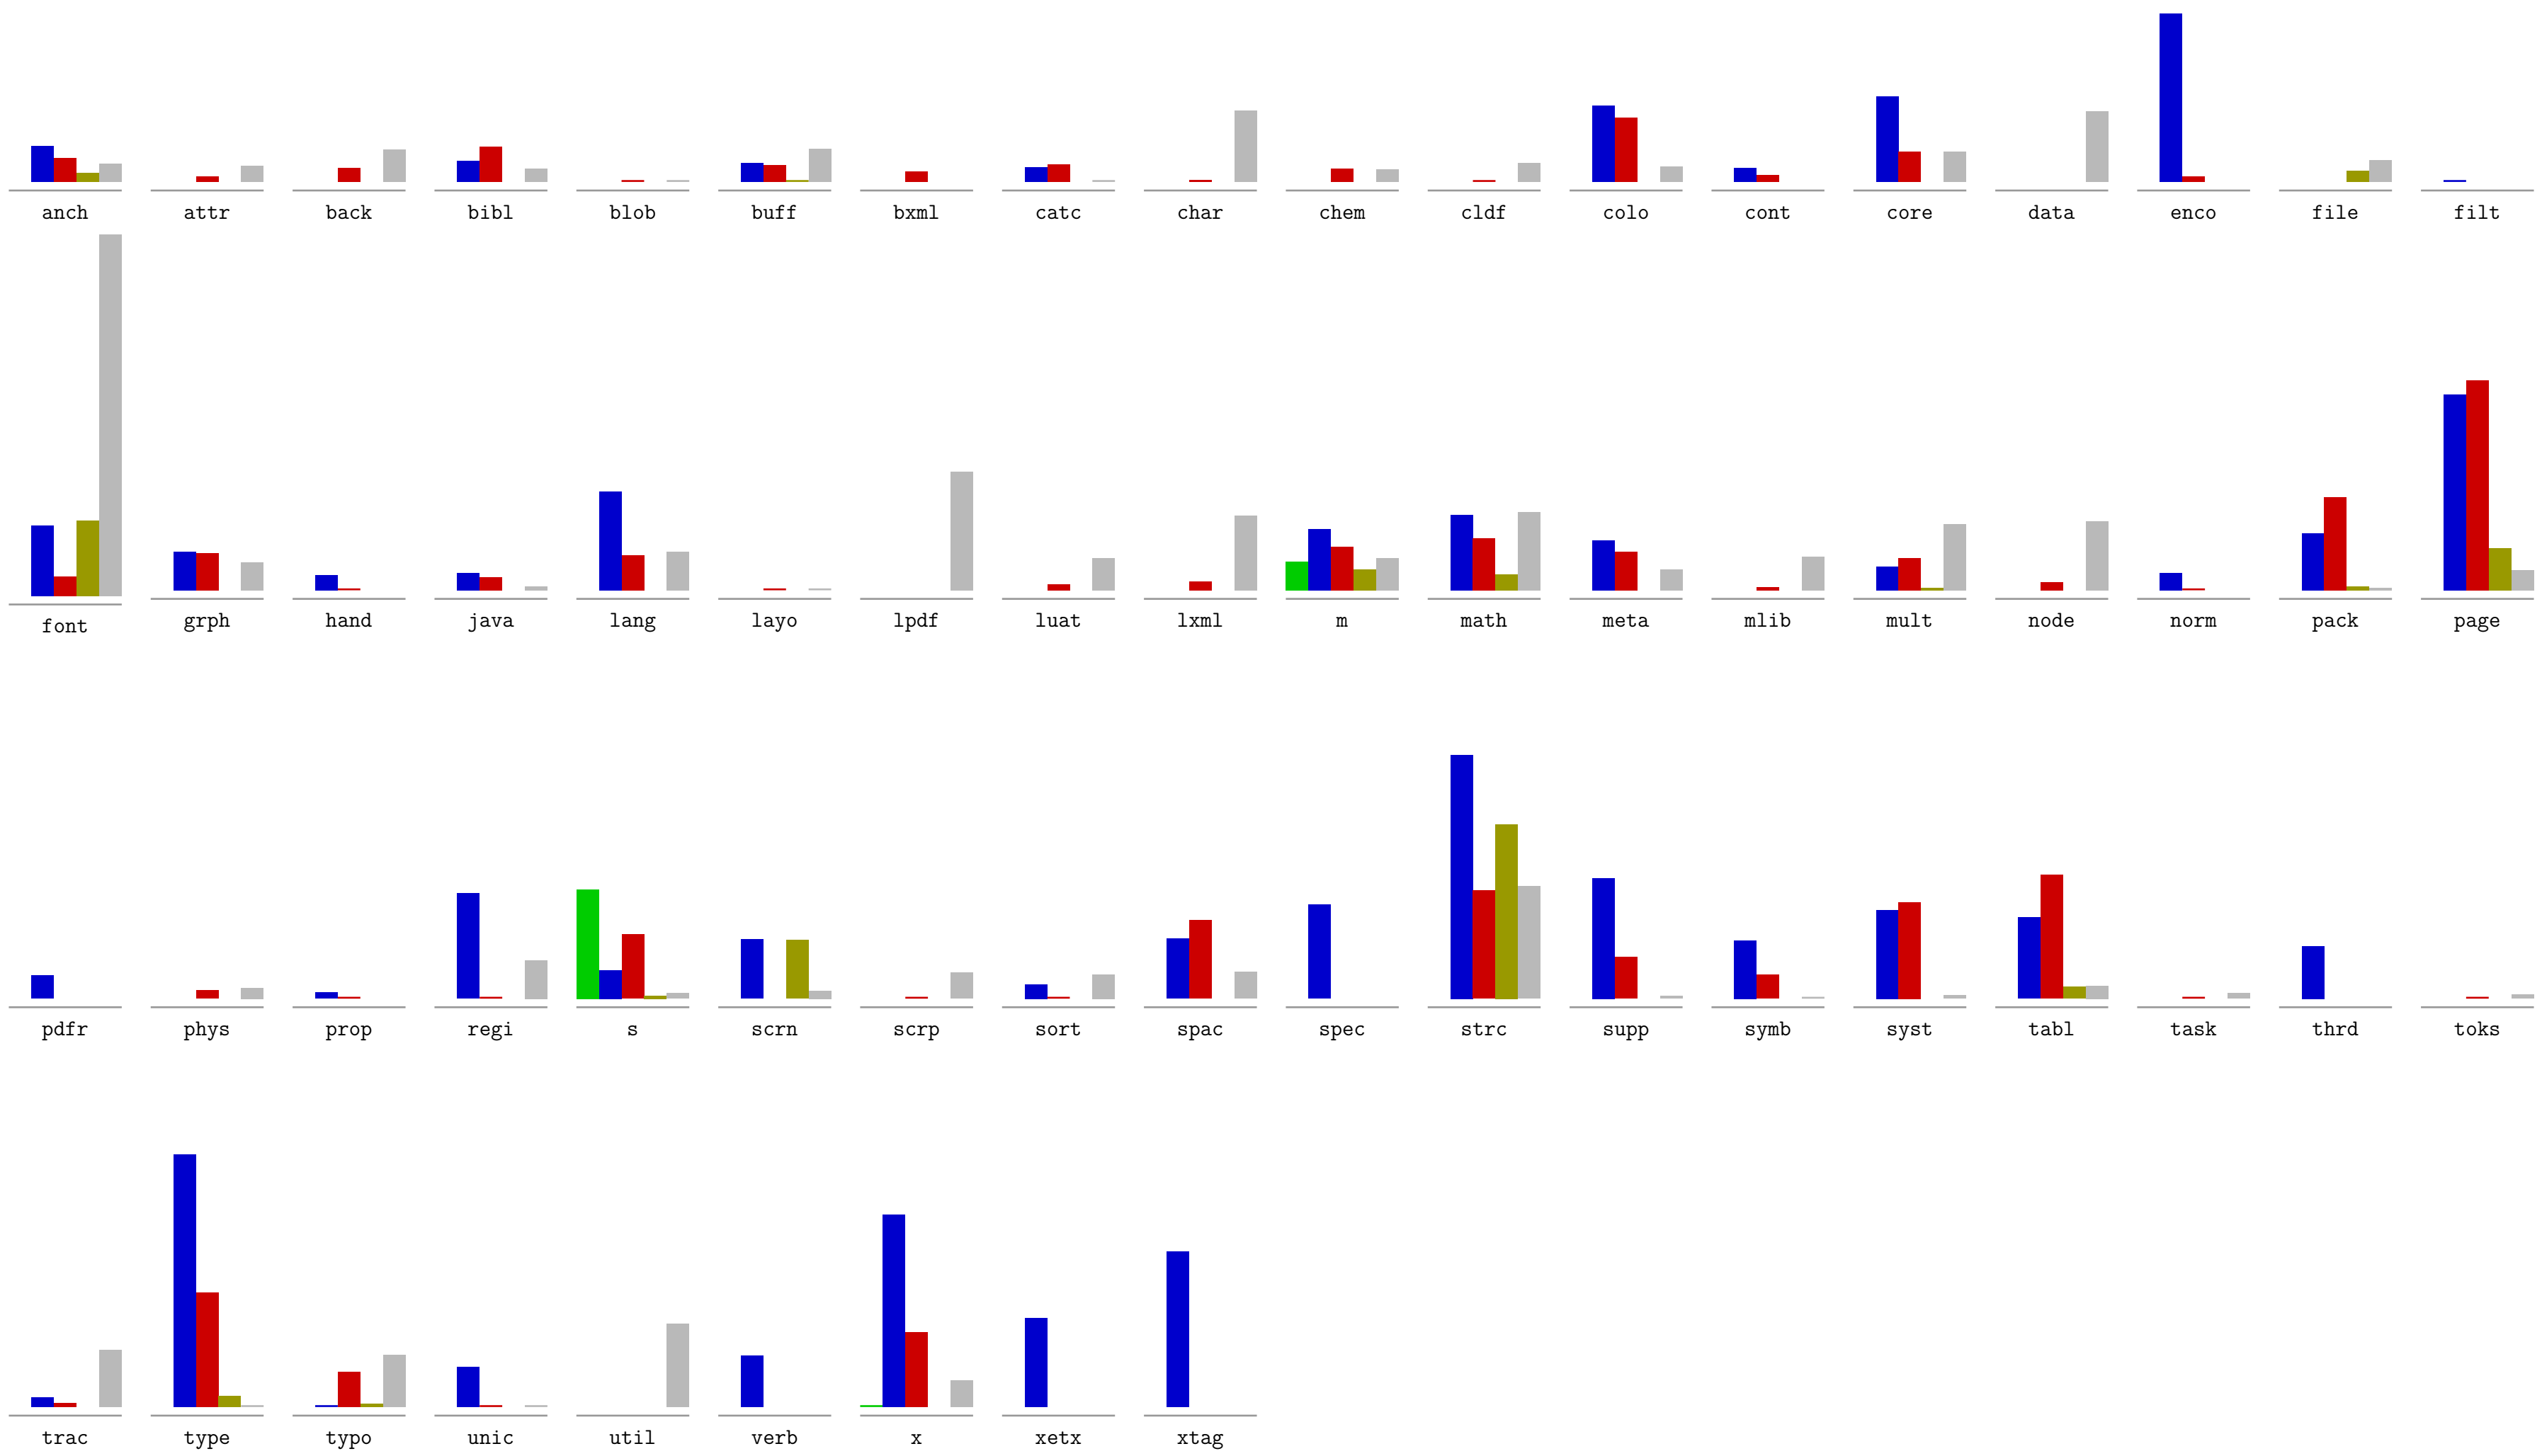 anch attr back bibl blob buff bxml catc char chem cldf colo cont core data enco file filt
font grph hand java lang layo lpdf luat lxml m math meta mlib mult node norm pack page
pdfr phys prop regi s scrn scrp sort spac spec strc supp symb syst tabl task thrd toks
trac type typo unic util verb x xetx xtag